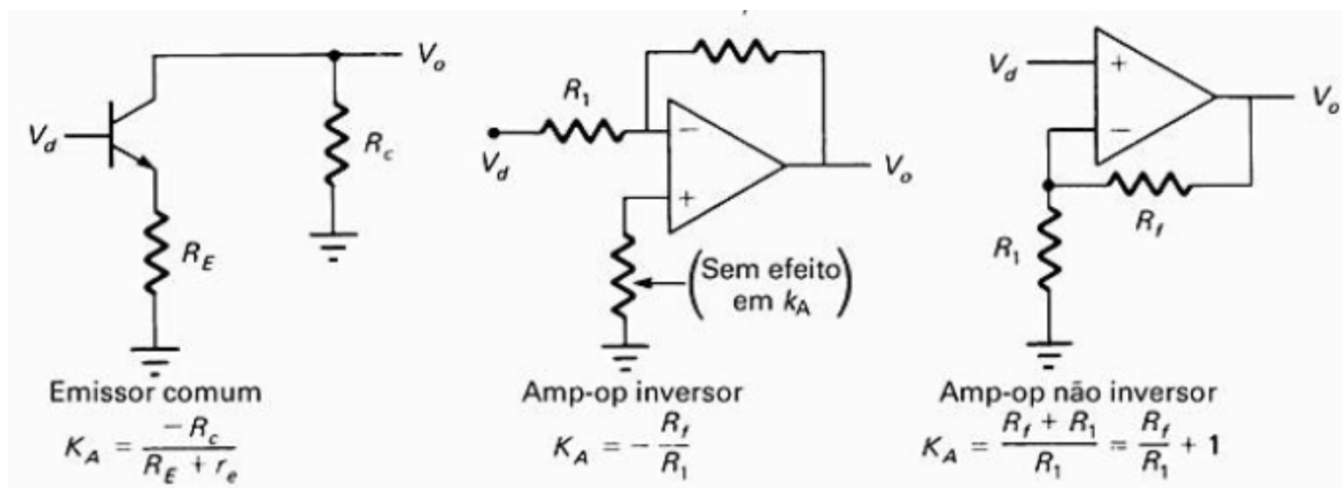 V_d
V_o
R_c
R_E
Emissor comum
K_A = -R_c / (R_E + r_e)
R_1
V_d
−
+
V_o
(Sem efeito
em k_A)
Amp-op inversor
K_A = - R_f / R_1
V_d
+
−
V_o
R_f
R_1
Amp-op não inversor
K_A = (R_f + R_1) / R_1 = R_f / R_1 + 1